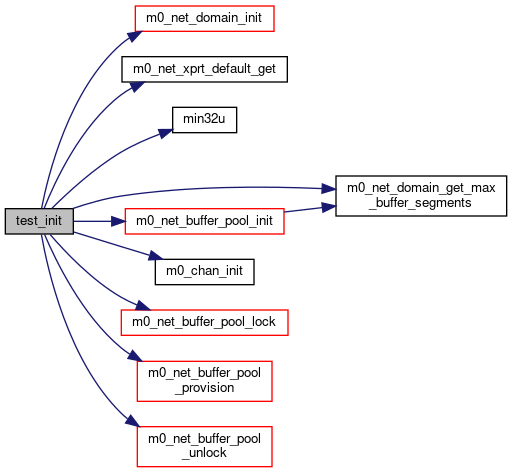 m0_net_domain_init
m0_net_xprt_default_get
min32u
m0_net_domain_get_max
_buffer_segments
test_init
m0_net_buffer_pool_init
m0_chan_init
m0_net_buffer_pool_lock
m0_net_buffer_pool
_provision
m0_net_buffer_pool
_unlock